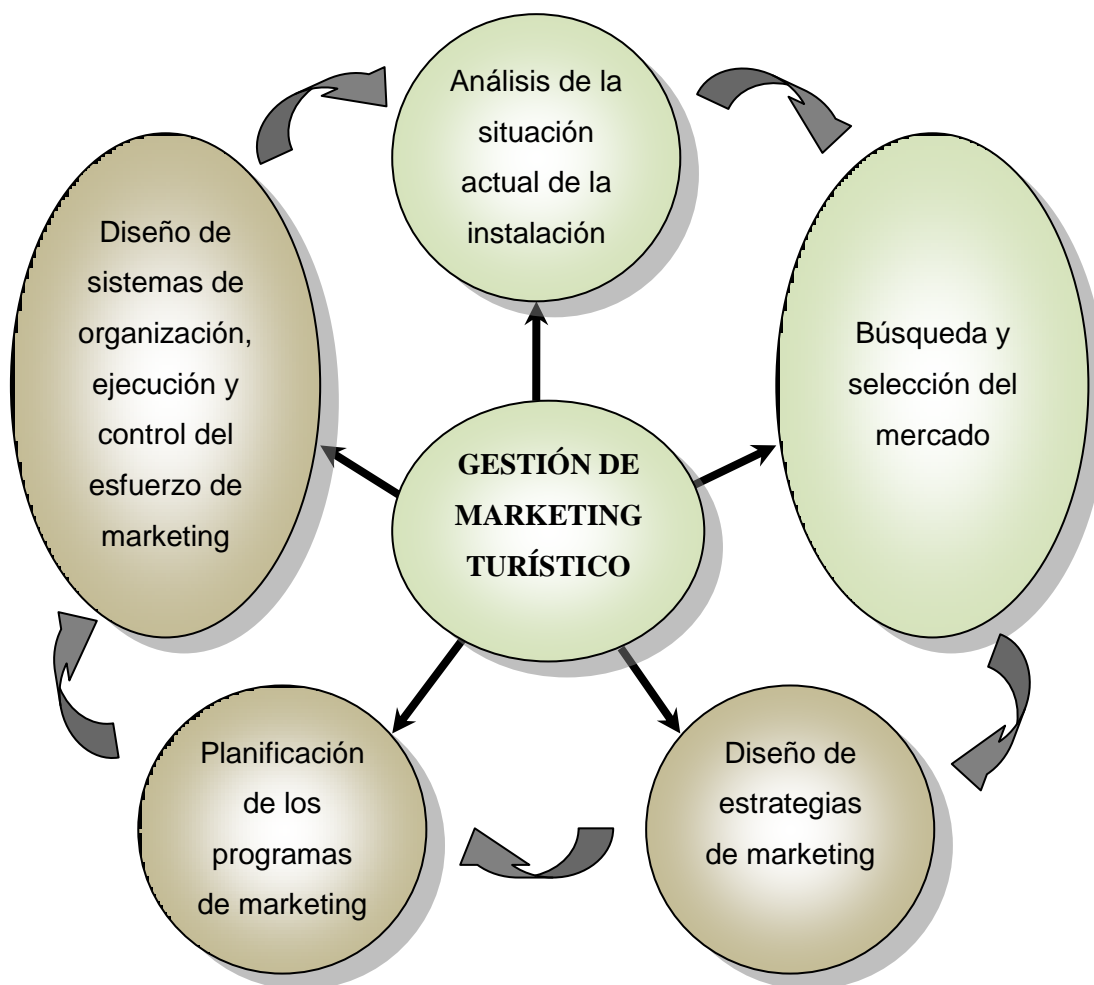 Análisis de la
situación
actual de la
instalación
Búsqueda y
selección del
mercado
Diseño de
estrategias
de marketing
Planificación
de los
programas
de marketing
Diseño de
sistemas de
organización,
ejecución y
control del
esfuerzo de
marketing
GESTIÓN DE
MARKETING
TURÍSTICO